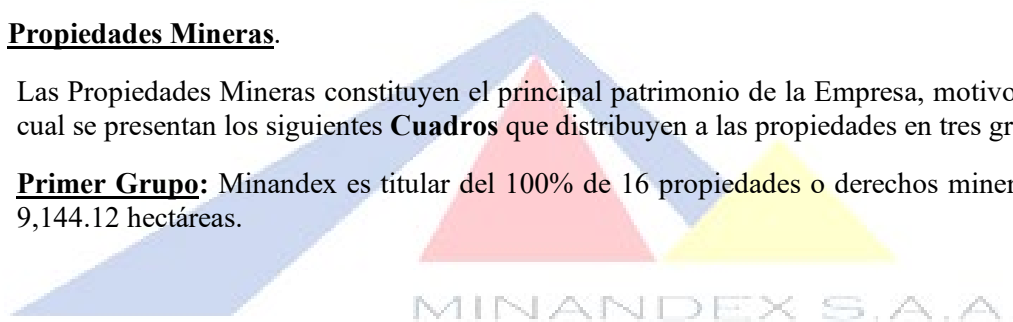 Propiedades Mineras.
Las Propiedades Mineras constituyen el principal patrimonio de la Empresa, motivo
cual se presentan los siguientes Cuadros que distribuyen a las propiedades en tres gr
Primer Grupo: Minandex es titular del 100% de 16 propiedades o derechos miner
9,144.12 hectáreas.
MINANDEX S.A.A